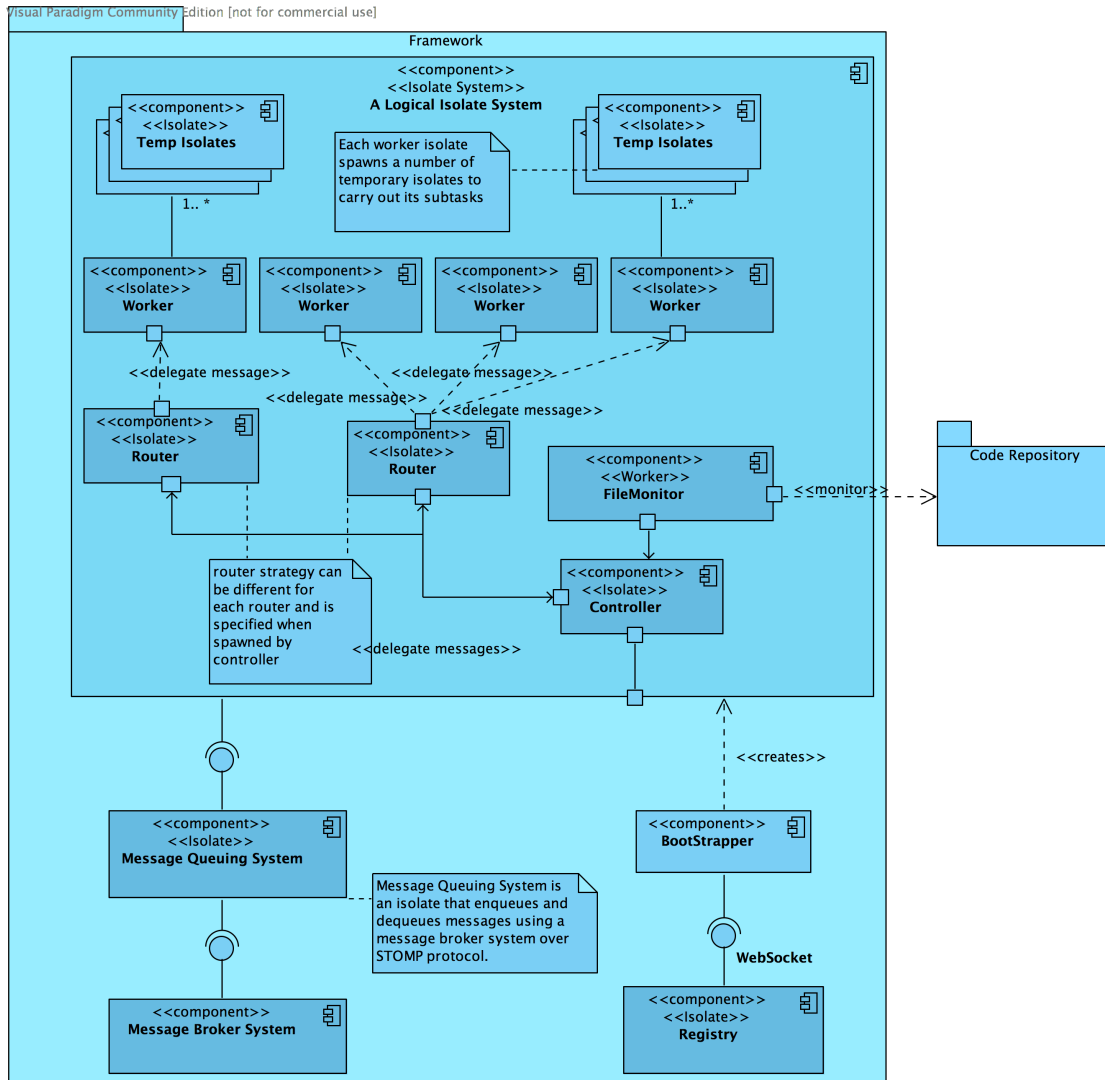 Visual Paradigm Community Edition [not for commercial use]
Framework
<<component>>
<<Isolate System>>
A Logical Isolate System
<<component>>
<<Isolate>>
Temp Isolates
<
<
1.. *
Each worker isolate
spawns a number of
temporary isolates to
carry out its subtasks
<<component>>
<<Isolate>>
Temp Isolates
<
<
1..*
<<component>>
<<Isolate>>
Worker
<<component>>
<<Isolate>>
Worker
<<component>>
<<Isolate>>
Worker
<<component>>
<<Isolate>>
Worker
<<delegate message>>
<<delegate message>>
<<delegate message>>
<<delegate message>>
<<component>>
<<Isolate>>
Router
<<component>>
<<Isolate>>
Router
<<component>>
<<Worker>>
FileMonitor
<<monitor>>
Code Repository
router strategy can
be different for
each router and is
specified when
spawned by
controller
<<component>>
<<Isolate>>
Controller
<<delegate messages>>
<<creates>>
<<component>>
<<Isolate>>
Message Queuing System
<<component>>
BootStrapper
Message Queuing System is
an isolate that enqueues and
dequeues messages using a
message broker system over
STOMP protocol.
WebSocket
<<component>>
Message Broker System
<<component>>
<<Isolate>>
Registry